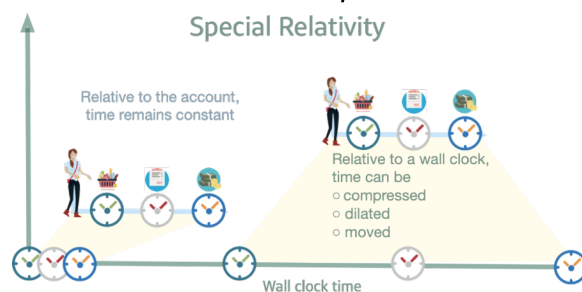 Special Relativity
Relative to the account,
time remains constant
Relative to a wall clock,
time can be
○ compressed
○ dilated
○ moved
Wall clock time